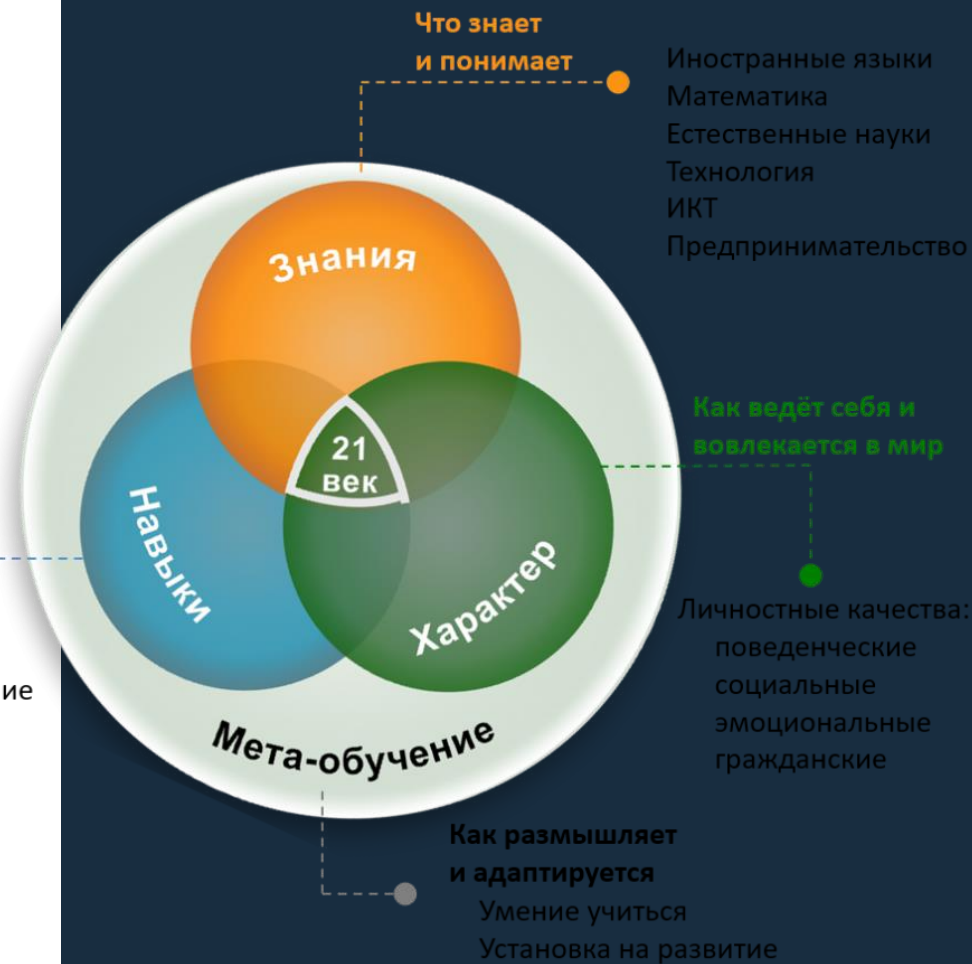 Что знает
и понимает
Иностранные языки
Математика
Естественные науки
Технология
ИКТ
Предпринимательство
Знания
Как ведёт себя и
вовлекается в мир
21
век
Навыки
Характер
Личностные качества:
поведенческие
социальные
эмоциональные
гражданские
ие
Мета-обучение
Как размышляет
и адаптируется
Умение учиться
Установка на развитие